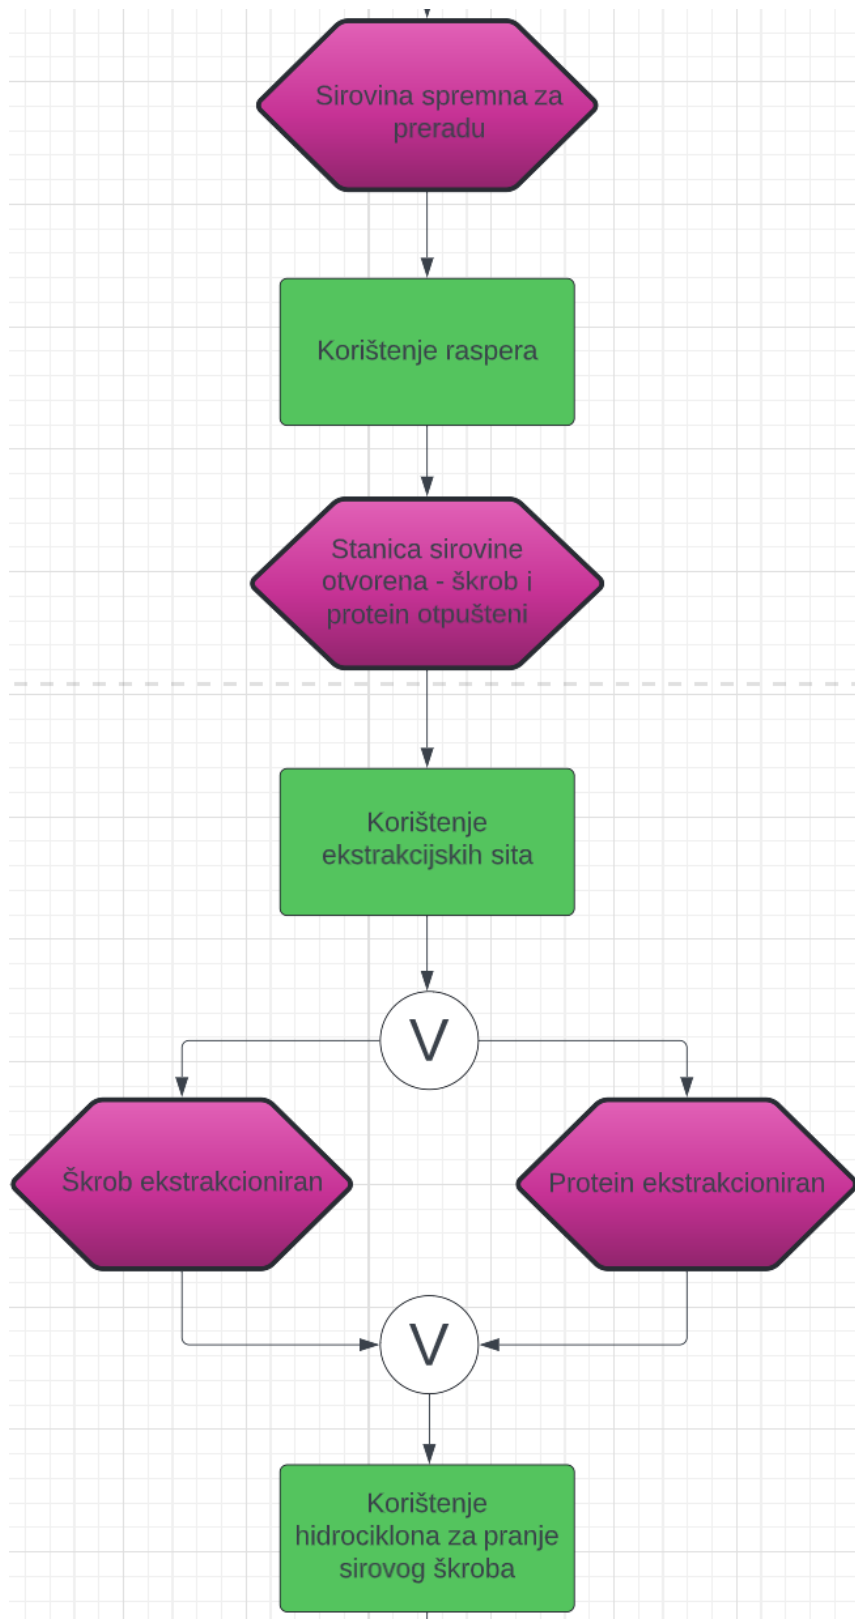 Sirovina spremna za
preradu
Korištenje raspera
Stanica sirovine
otvorena - škrob i
protein otpušteni
Korištenje
ekstrakcijskih sita
V
Škrob ekstrakcioniran
Protein ekstrakcioniran
V
Korištenje
hidrociklona za pranje
sirovog škroba